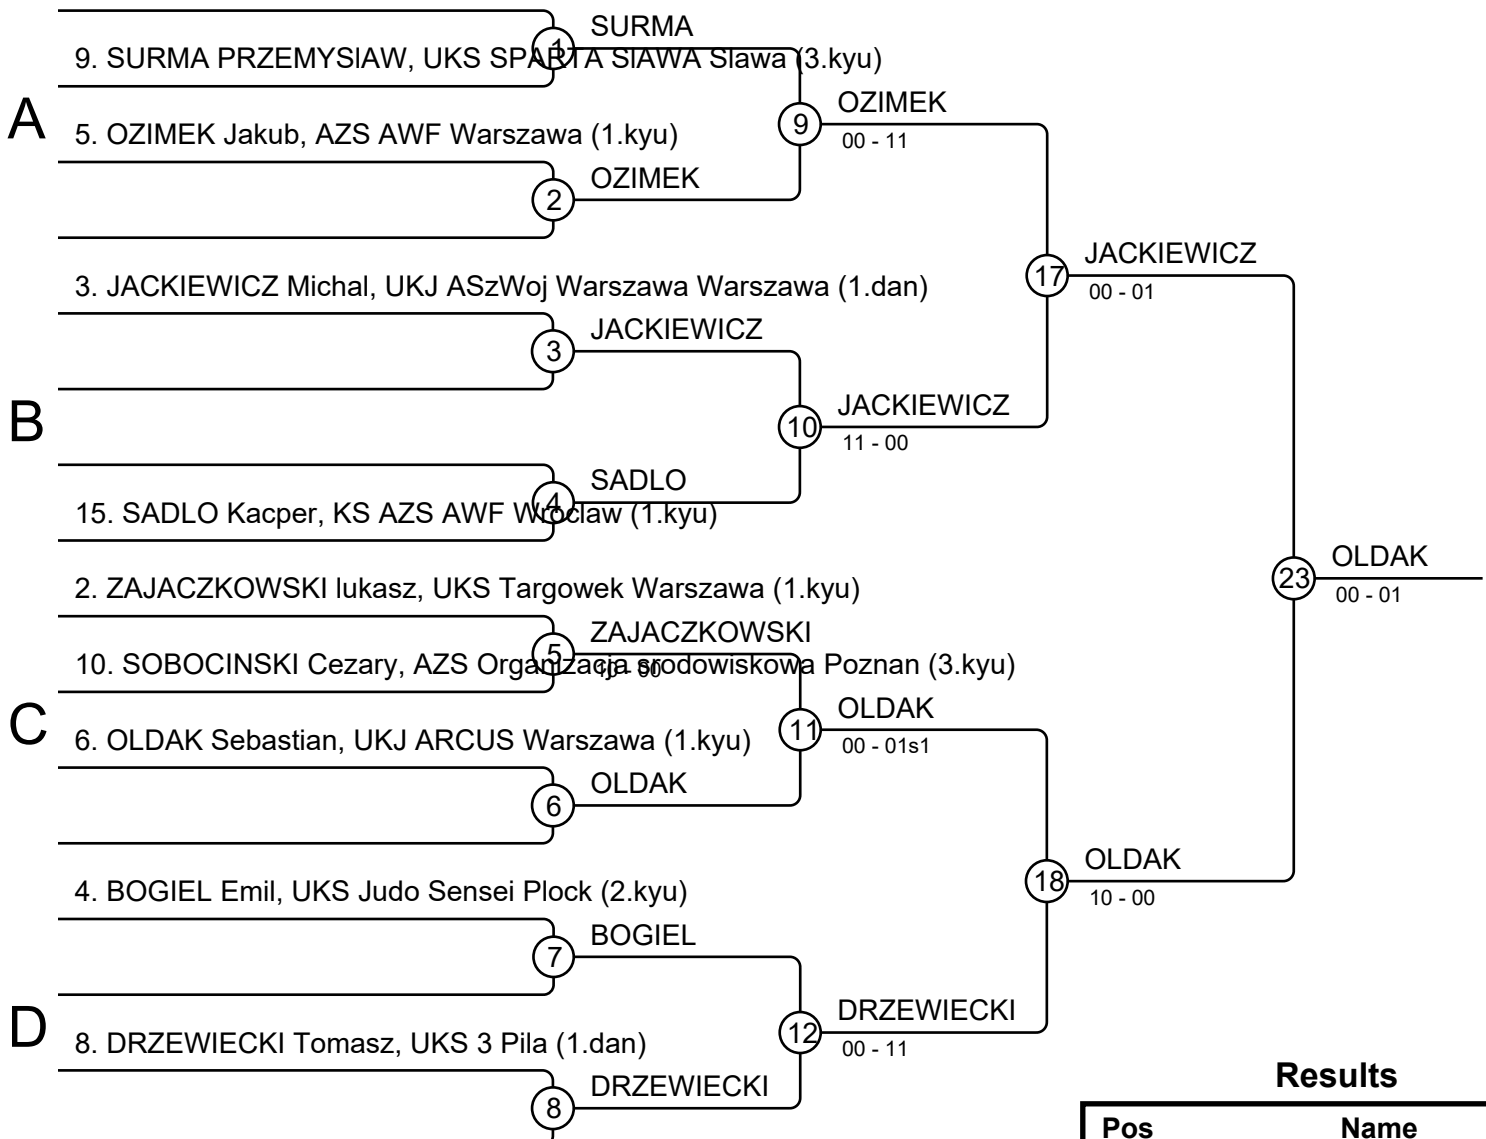 SURMA
1
9. SURMA PRZEMYSlAW, UKS SPARTA SlAWA Slawa (3.kyu)
A
OZIMEK
9
00 - 11
5. OZIMEK Jakub, AZS AWF Warszawa (1.kyu)
OZIMEK
2
JACKIEWICZ
17
00 - 01
3. JACKIEWICZ Michal, UKJ ASzWoj Warszawa Warszawa (1.dan)
JACKIEWICZ
3
B
JACKIEWICZ
10
11 - 00
SADLO
4
15. SADLO Kacper, KS AZS AWF Wroclaw (1.kyu)
OLDAK
23
00 - 01
2. ZAJACZKOWSKI lukasz, UKS Targowek Warszawa (1.kyu)
ZAJACZKOWSKI
5
10 - 00
10. SOBOCINSKI Cezary, AZS Organizacja srodowiskowa Poznan (3.kyu)
C
OLDAK
11
00 - 01s1
6. OLDAK Sebastian, UKJ ARCUS Warszawa (1.kyu)
OLDAK
6
OLDAK
18
10 - 00
4. BOGIEL Emil, UKS Judo Sensei Plock (2.kyu)
BOGIEL
7
D
DRZEWIECKI
12
00 - 11
8. DRZEWIECKI Tomasz, UKS 3 Pila (1.dan)
DRZEWIECKI
8
Results
Pos Name